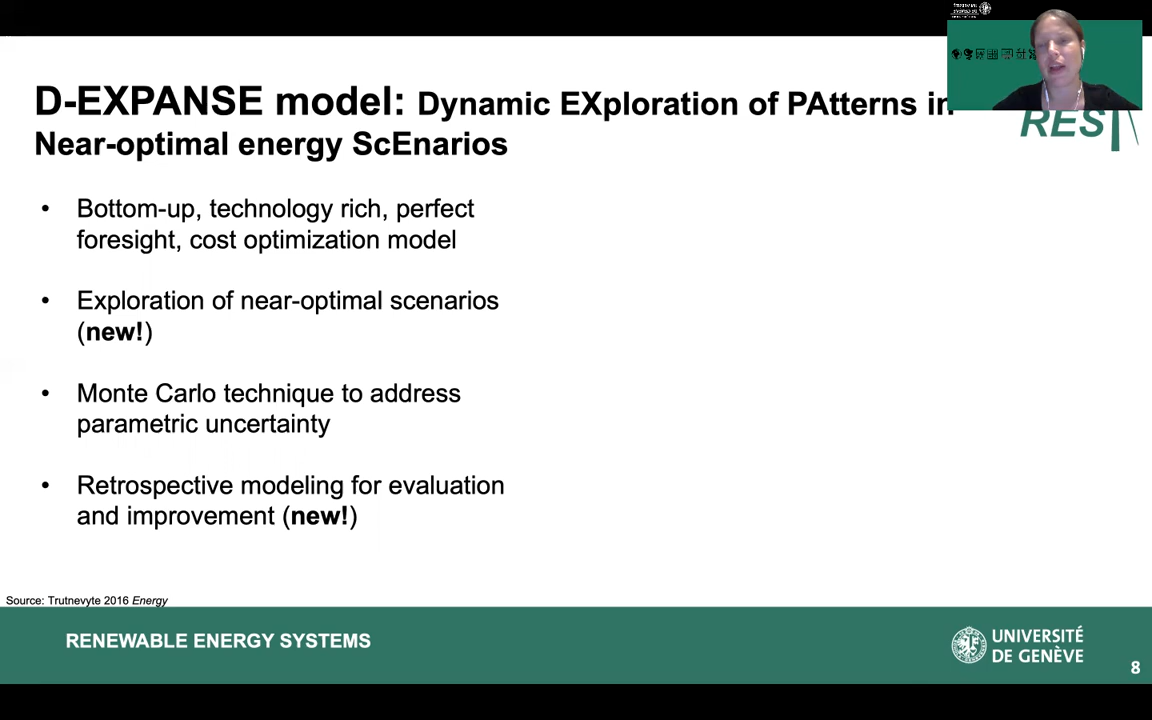 D-EXPANSE model: Dynamic EXploration of PAtterns in
Near-optimal energy ScEnarios
RES
• Bottom-up, technology rich, perfect
foresight, cost optimization model
• Exploration of near-optimal scenarios
(new!)
• Monte Carlo technique to address
parametric uncertainty
• Retrospective modeling for evaluation
and improvement (new!)
Source: Trutnevyte 2016 Energy
RENEWABLE ENERGY SYSTEMS
UNIVERSITÉ
DE GENÈVE
8